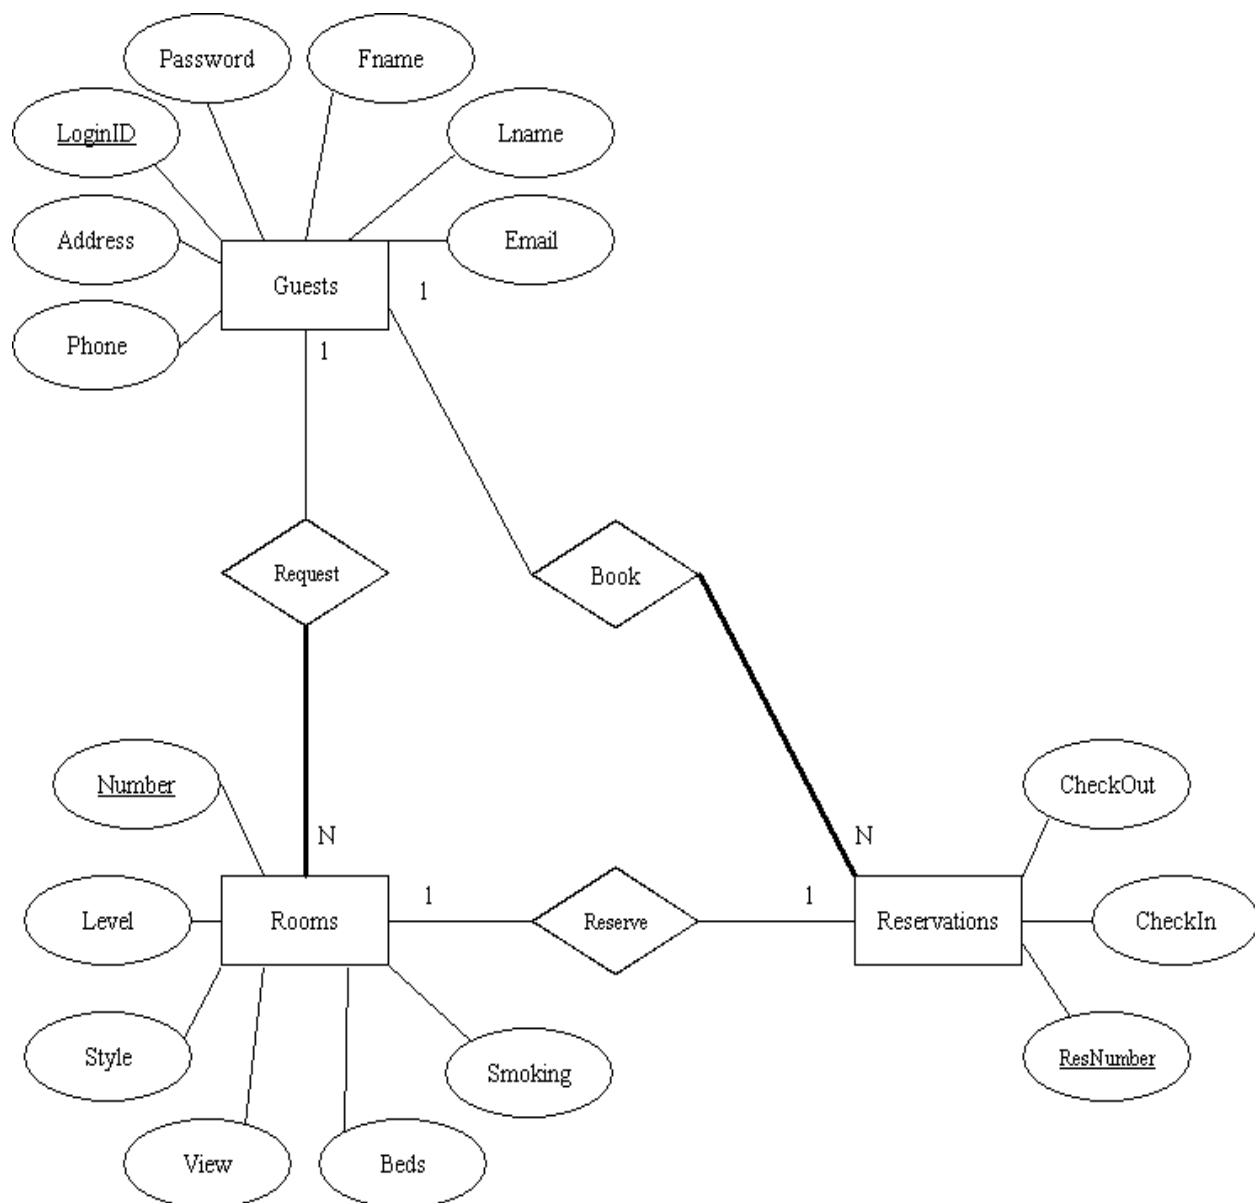 Password
Fname
LoginID
Lname
Address
Email
Guests
1
Phone
1
Request
Book
Number
CheckOut
N
N
Level
Rooms
1
Reserve
1
Reservations
CheckIn
Style
Smoking
ResNumber
View
Beds